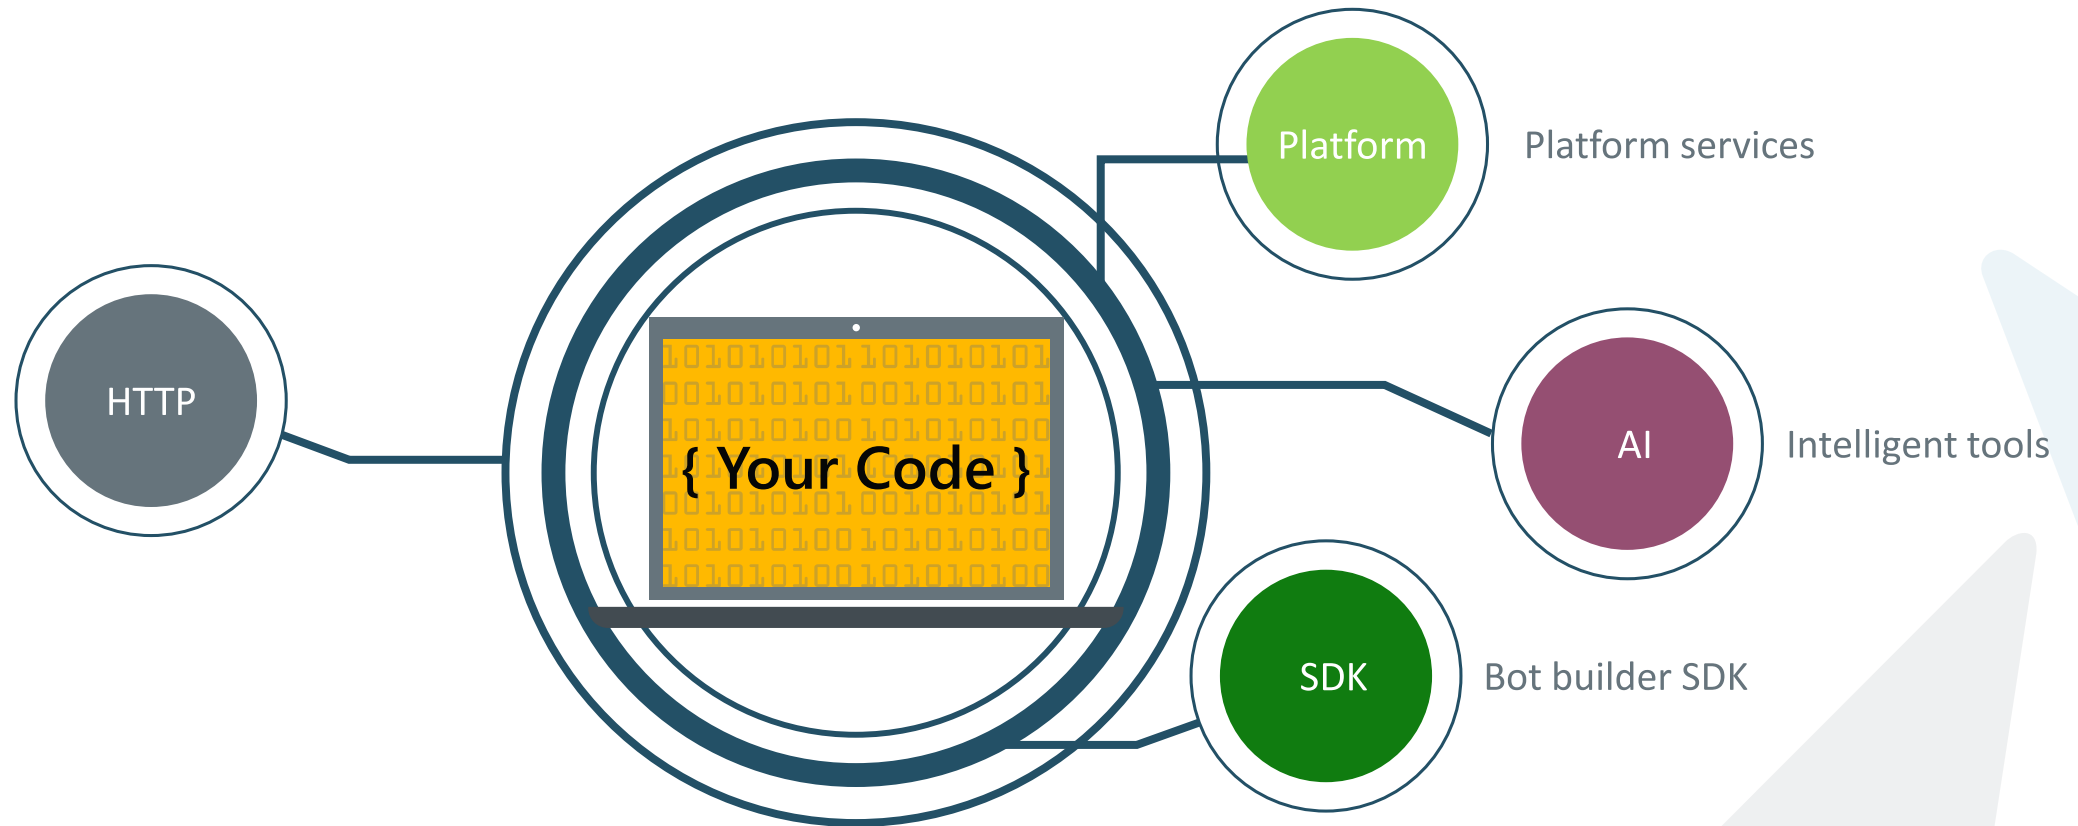 Platform
Platform services
HTTP
{ Your Code }
AI
Intelligent tools
SDK
Bot builder SDK